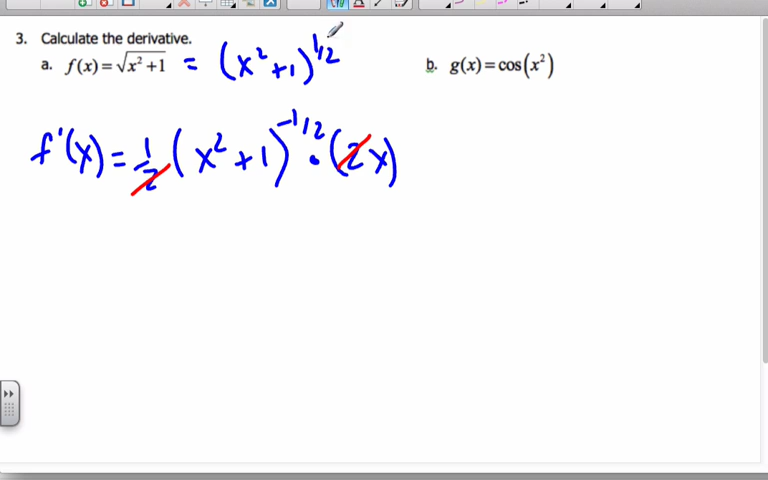 3. Calculate the derivative.
a. f(x) = √(x² + 1) = (x² + 1)^1/2
b. g(x) = cos(x²)
f'(x) = 1/2 (x² + 1)^-1/2 • (2x)